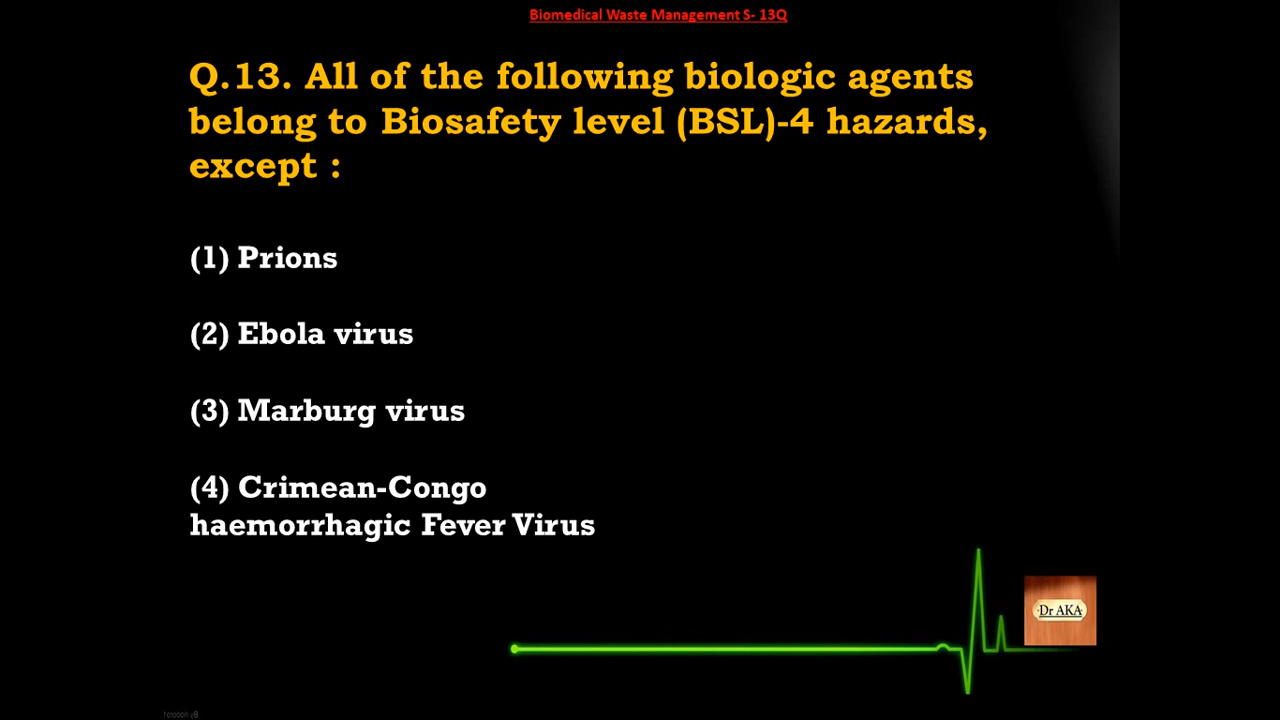 Biomedical Waste Management S- 13Q
Q.13. All of the following biologic agents
belong to Biosafety level (BSL)-4 hazards,
except :
(1) Prions
(2) Ebola virus
(3) Marburg virus
(4) Crimean-Congo
haemorrhagic Fever Virus
Dr AKA